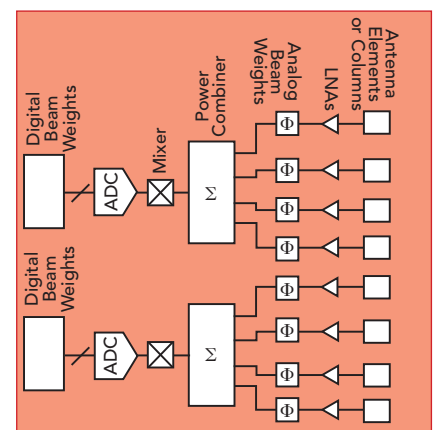 Antenna
Elements
or Columns
LNAs
Analog
Beam
Weights
Φ
Φ
Φ
Φ
Φ
Φ
Φ
Φ
Power
Combiner
Σ
Σ
Mixer
ADC
ADC
Digital
Beam
Weights
Digital
Beam
Weights